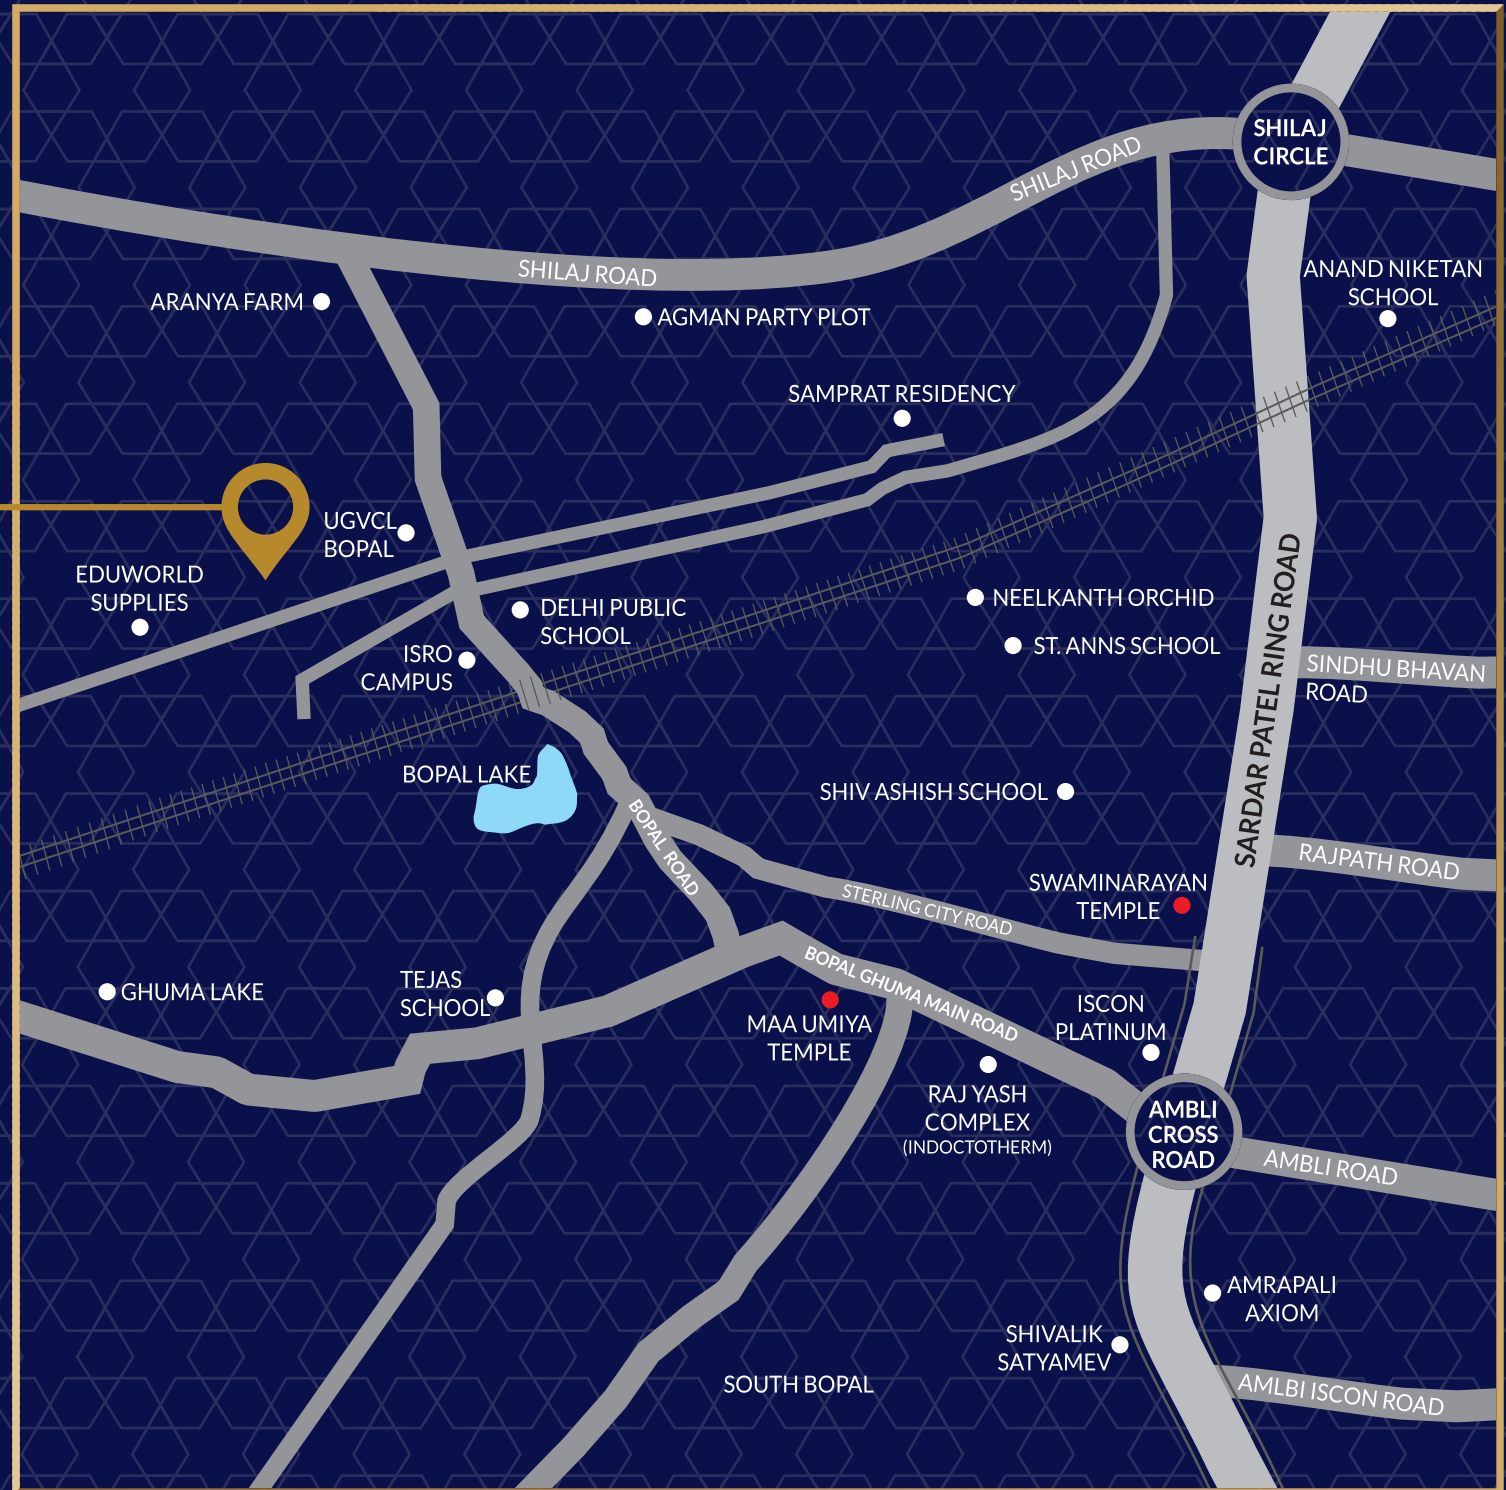 SHILAJ
CIRCLE
SHILAJ ROAD
SHILAJ ROAD
ANAND NIKETAN
SCHOOL
ARANYA FARM
AGMAN PARTY PLOT
SAMPRAT RESIDENCY
UGVCL
BOPAL
EDUWORLD
SUPPLIES
DELHI PUBLIC
SCHOOL
NEELKANTH ORCHID
ST. ANNS SCHOOL
ISRO
CAMPUS
SARDAR PATEL RING ROAD
SINDHU BHAVAN
ROAD
BOPAL LAKE
SHIV ASHISH SCHOOL
BOPAL ROAD
RAJPATH ROAD
STERLING CITY ROAD
SWAMINARAYAN
TEMPLE
GHUMA LAKE
TEJAS
SCHOOL
BOPAL GHUMA MAIN ROAD
MAA UMIYA
TEMPLE
ISCON
PLATINUM
RAJ YASH
COMPLEX
(INDOCTOTHERM)
AMBLI
CROSS
ROAD
AMBLI ROAD
AMRAPALI
AXIOM
SHIVALIK
SATYAMEV
SOUTH BOPAL
AMLBI ISCON ROAD